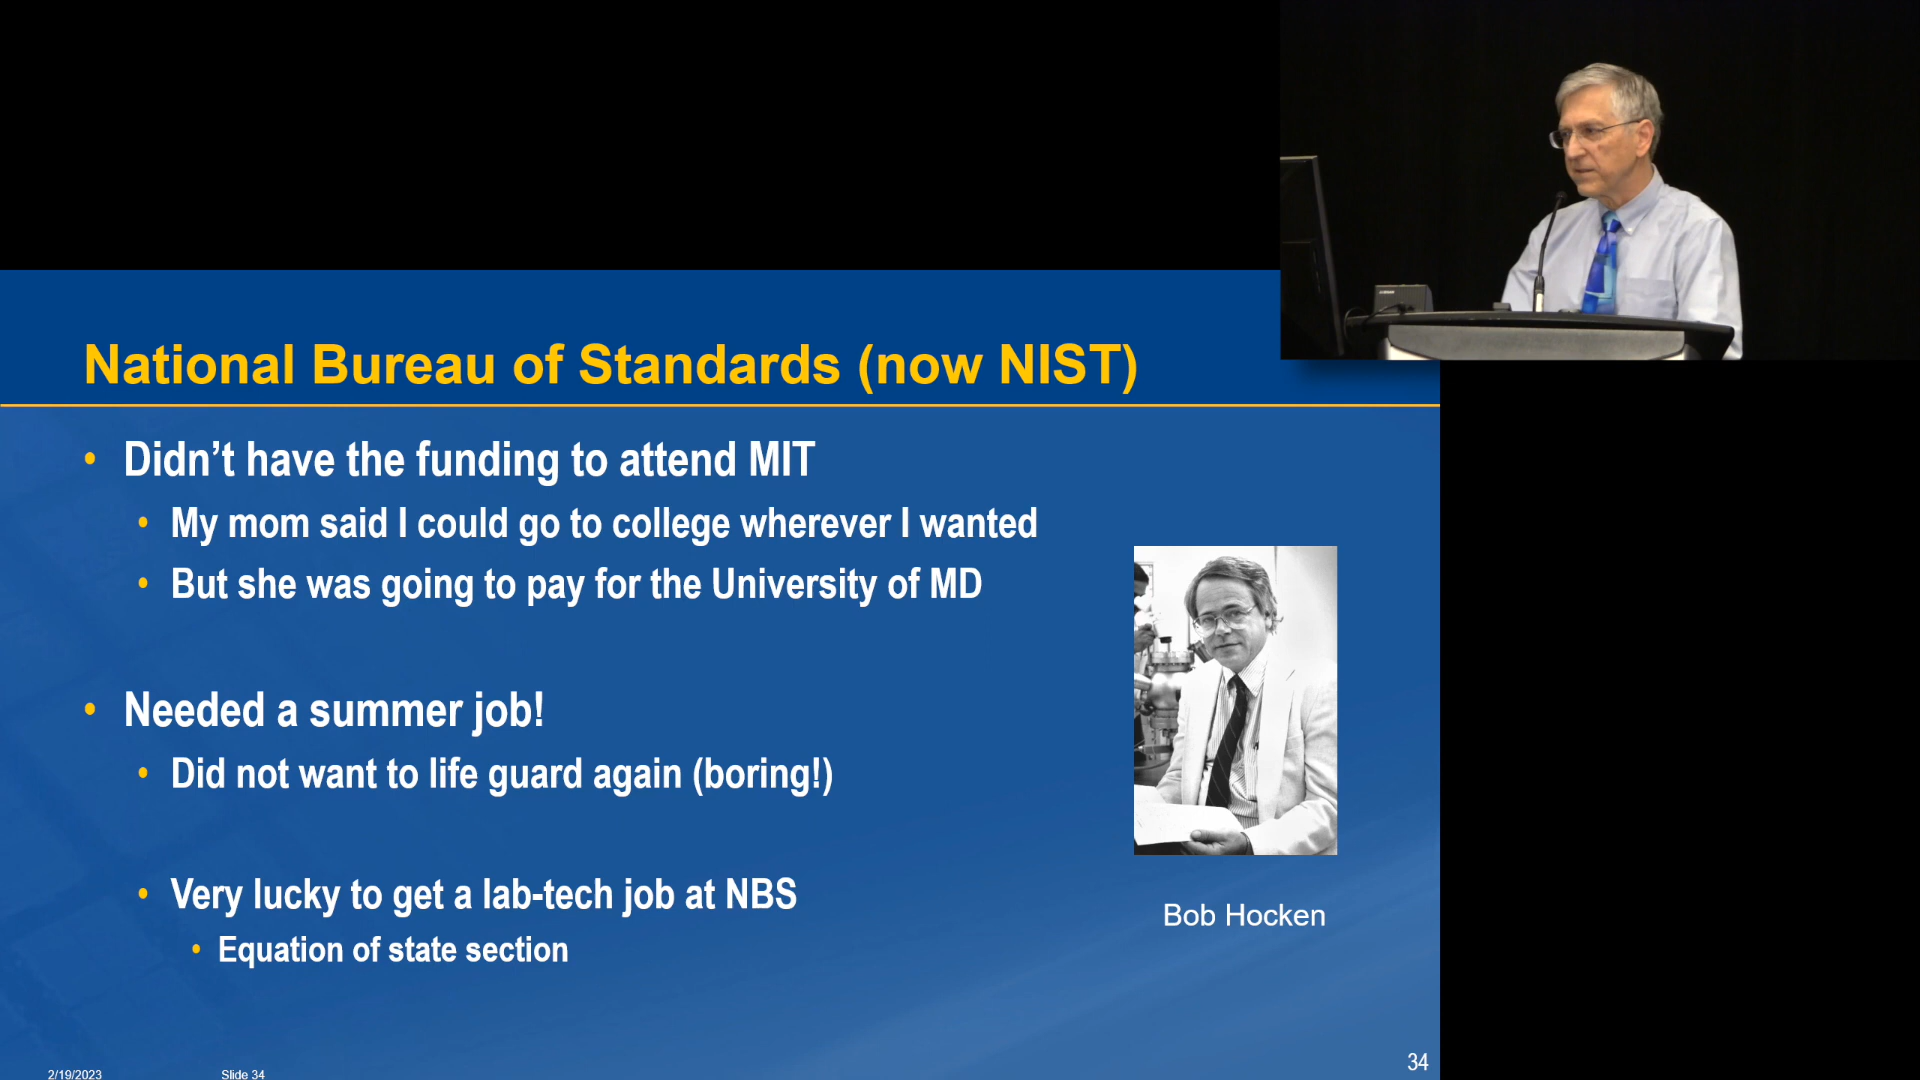 National Bureau of Standards (now NIST)
• Didn’t have the funding to attend MIT
• My mom said I could go to college wherever I wanted
• But she was going to pay for the University of MD
• Needed a summer job!
• Did not want to life guard again (boring!)
• Very lucky to get a lab-tech job at NBS
• Equation of state section
Bob Hocken
2/19/2023
Slide 34
34